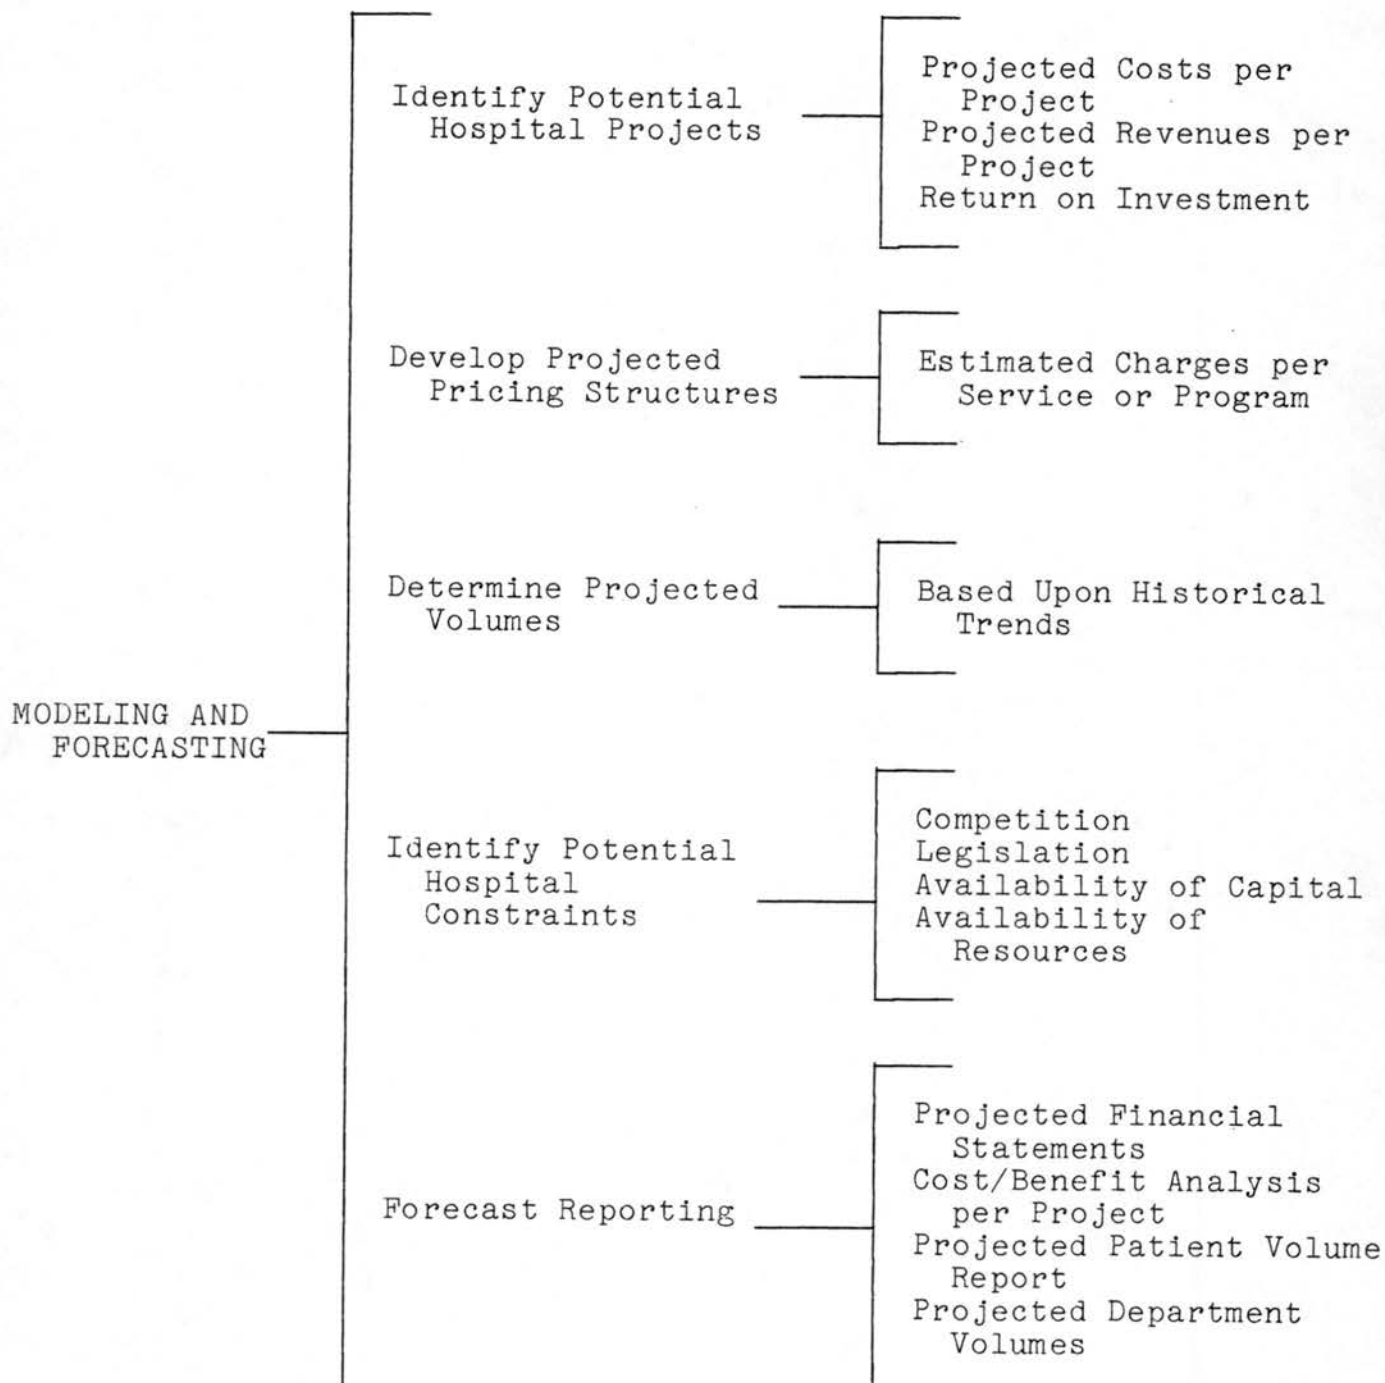 Identify Potential
Hospital Projects
Projected Costs per
Project
Projected Revenues per
Project
Return on Investment
Develop Projected
Pricing Structures
Estimated Charges per
Service or Program
Determine Projected
Volumes
Based Upon Historical
Trends
MODELING AND
FORECASTING
Identify Potential
Hospital
Constraints
Competition
Legislation
Availability of Capital
Availability of
Resources
Forecast Reporting
Projected Financial
Statements
Cost/Benefit Analysis
per Project
Projected Patient Volume
Report
Projected Department
Volumes